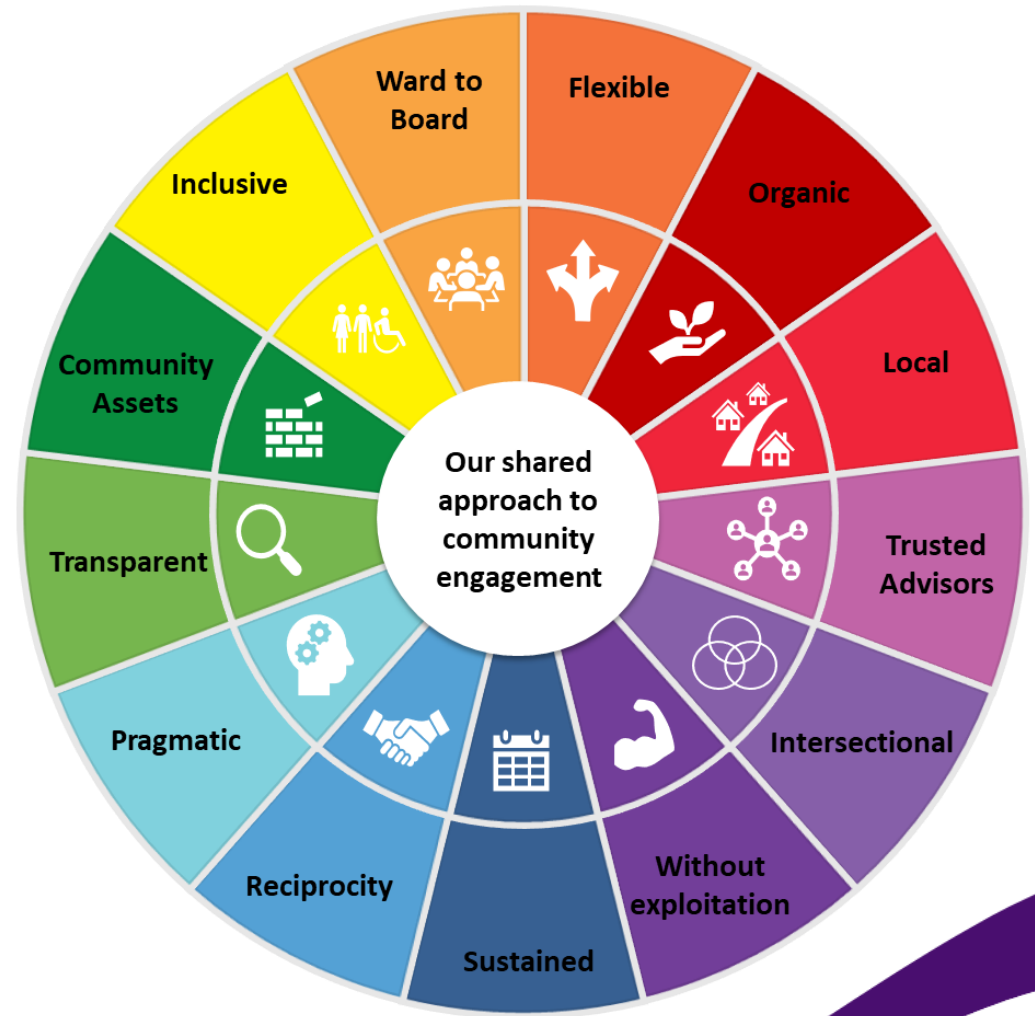 Ward to
Board
Flexible
Organic
Local
Trusted
Advisors
Intersectional
Without
exploitation
Sustained
Reciprocity
Pragmatic
Transparent
Community
Assets
Inclusive
Our shared
approach to
community
engagement